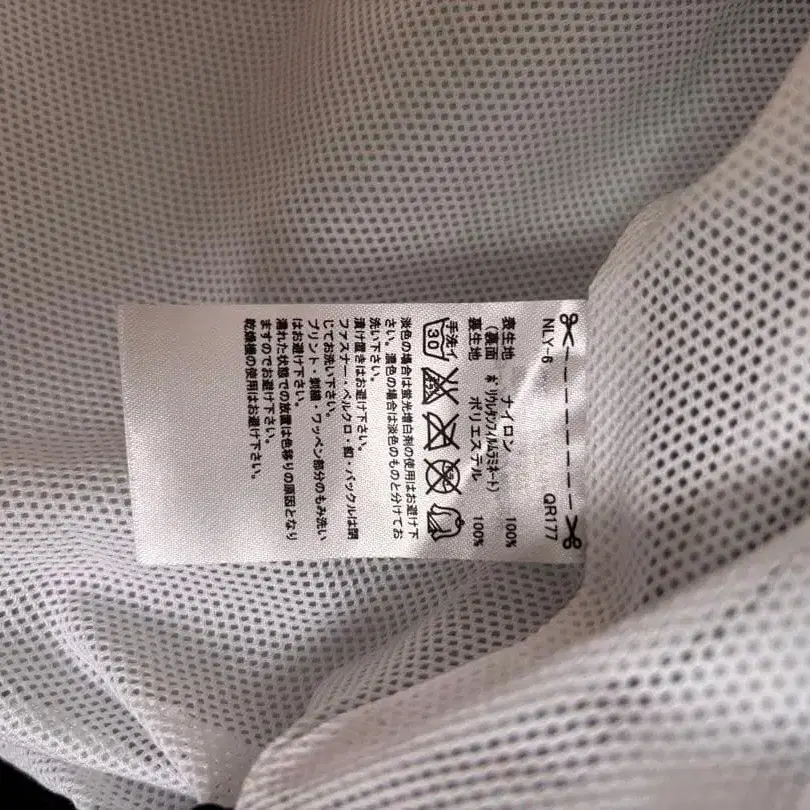 NLY-6 QR177
表生地 ナイロン 100%
(裏面 ポリウレタンフィルムラミネート)
裏生地 ポリエステル 100%
手洗イ
30
淡色の場合は蛍光増白剤の使用はお避け下
さい。濃色の場合は淡色のものと分けてお
洗い下さい。
漬け置きはお避け下さい。
ファスナー・ベルクロ・釦・バックルは閉
じてお洗い下さい。
プリント・刺繍・ワッペン部分のもみ洗い
はお避け下さい。
濡れた状態での放置は色移りの原因となり
ますのでお避け下さい。
乾燥機の使用はお避け下さい。